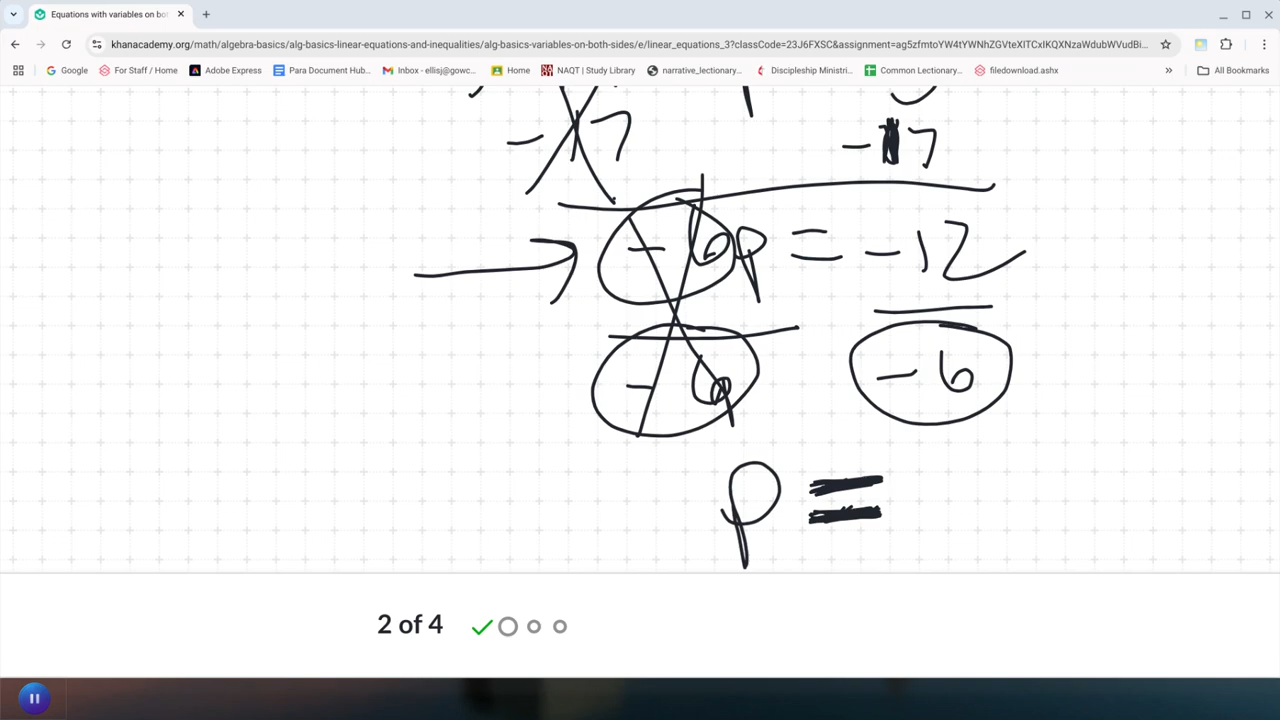 Equations with variables on bot
khanacademy.org/math/algebra-basics/alg-basics-linear-equations-and-inequalities/alg-basics-variables-on-both-sides/e/linear_equations_3?classCode=23J6FXSC&assignment=ag5zfmtoYW4tYWNhZGVteXITCxIKQXNzaWdubWVudBi...
Google For Staff / Home Adobe Express Para Document Hub... Inbox - ellisj@gowc... Home NAQT | Study Library narrative_lectionary... Discipleship Ministri... Common Lectionary... filedownload.ashx » All Bookmarks
-17 -17
-6p = -12
-6 -6
p =
2 of 4